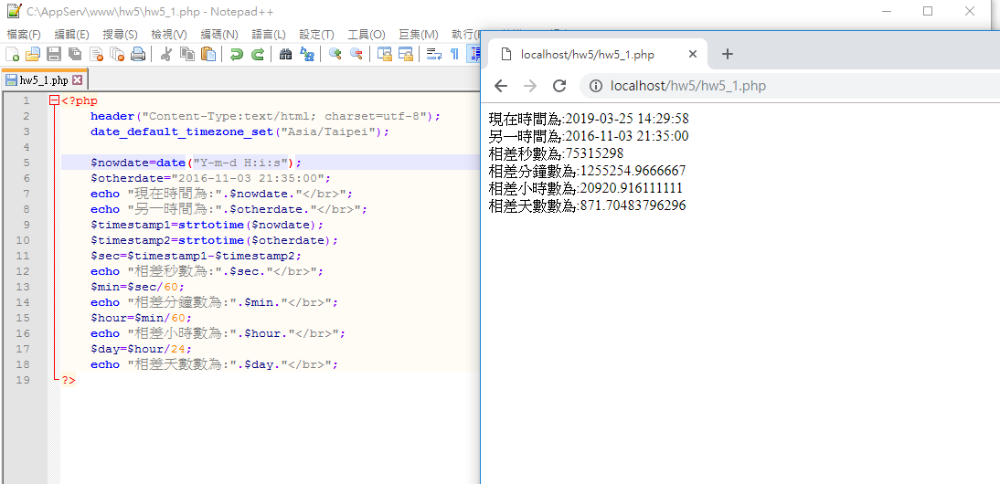 C:\AppServ\www\hw5\hw5_1.php - Notepad++
檔案(F) 編輯(E) 搜尋(S) 檢視(V) 編碼(N) 語言(L) 設定(T) 工具(O) 巨集(M) 執行(
hw5_1.php
1 <?php
2 header("Content-Type:text/html; charset=utf-8");
3 date_default_timezone_set("Asia/Taipei");
4
5 $nowdate=date("Y-m-d H:i:s");
6 $otherdate="2016-11-03 21:35:00";
7 echo "現在時間為:".$nowdate."</br>";
8 echo "另一時間為:".$otherdate."</br>";
9 $timestamp1=strtotime($nowdate);
10 $timestamp2=strtotime($otherdate);
11 $sec=$timestamp1-$timestamp2;
12 echo "相差秒數為:".$sec."</br>";
13 $min=$sec/60;
14 echo "相差分鐘數為:".$min."</br>";
15 $hour=$min/60;
16 echo "相差小時數為:".$hour."</br>";
17 $day=$hour/24;
18 echo "相差天數數為:".$day."</br>";
19 ?>
localhost/hw5/hw5_1.php
localhost/hw5/hw5_1.php
現在時間為:2019-03-25 14:29:58
另一時間為:2016-11-03 21:35:00
相差秒數為:75315298
相差分鐘數為:1255254.9666667
相差小時數為:20920.916111111
相差天數數為:871.70483796296